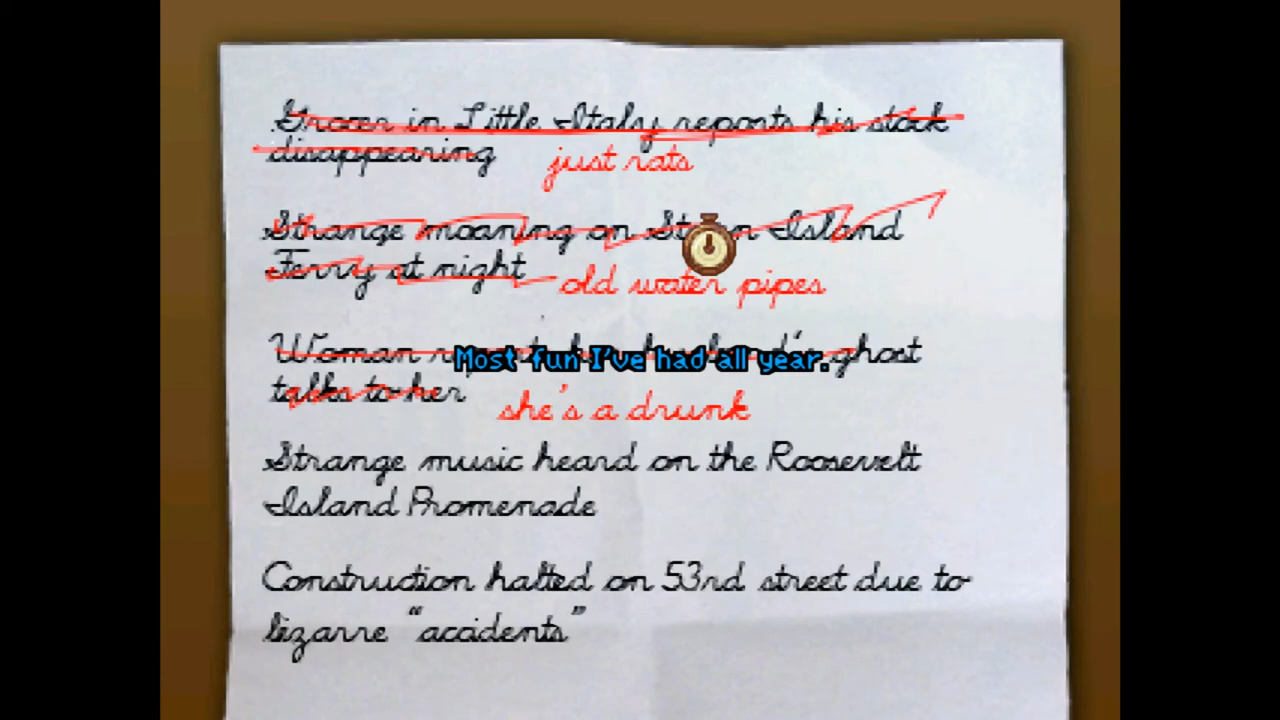 Grocer in Little Italy reports his stock
disappearing just rats
Strange moaning on Island
Ferry at night old water pipes
Woman ghost
talks to her she's a drunk
Most fun I've had all year.
Strange music heard on the Roosevelt
Island Promenade
Construction halted on 53rd street due to
bizarre "accidents"